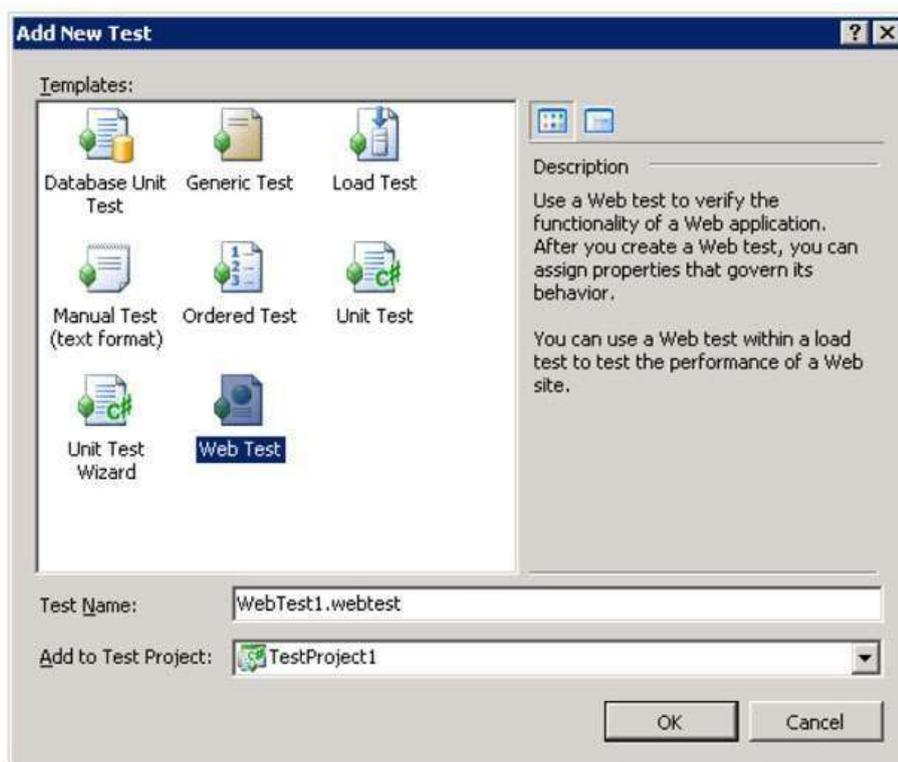 Add New Test
Templates:
Database Unit
Test
Generic Test
Load Test
Manual Test
(text format)
Ordered Test
Unit Test
Unit Test
Wizard
Web Test
Description
Use a Web test to verify the
functionality of a Web application.
After you create a Web test, you can
assign properties that govern its
behavior.
You can use a Web test within a load
test to test the performance of a Web
site.
Test Name:
WebTest1.webtest
Add to Test Project:
TestProject1
OK
Cancel